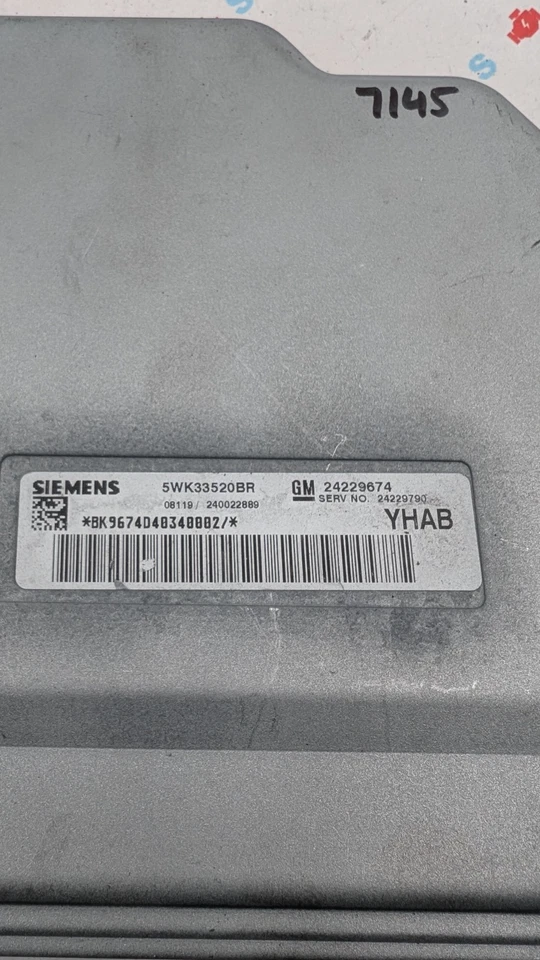 S
7145
S
SIEMENS 5WK33520BR GM 24229674
08119 / 240022889 SERV NO. 24229790
*BK9674D40340002/* YHAB